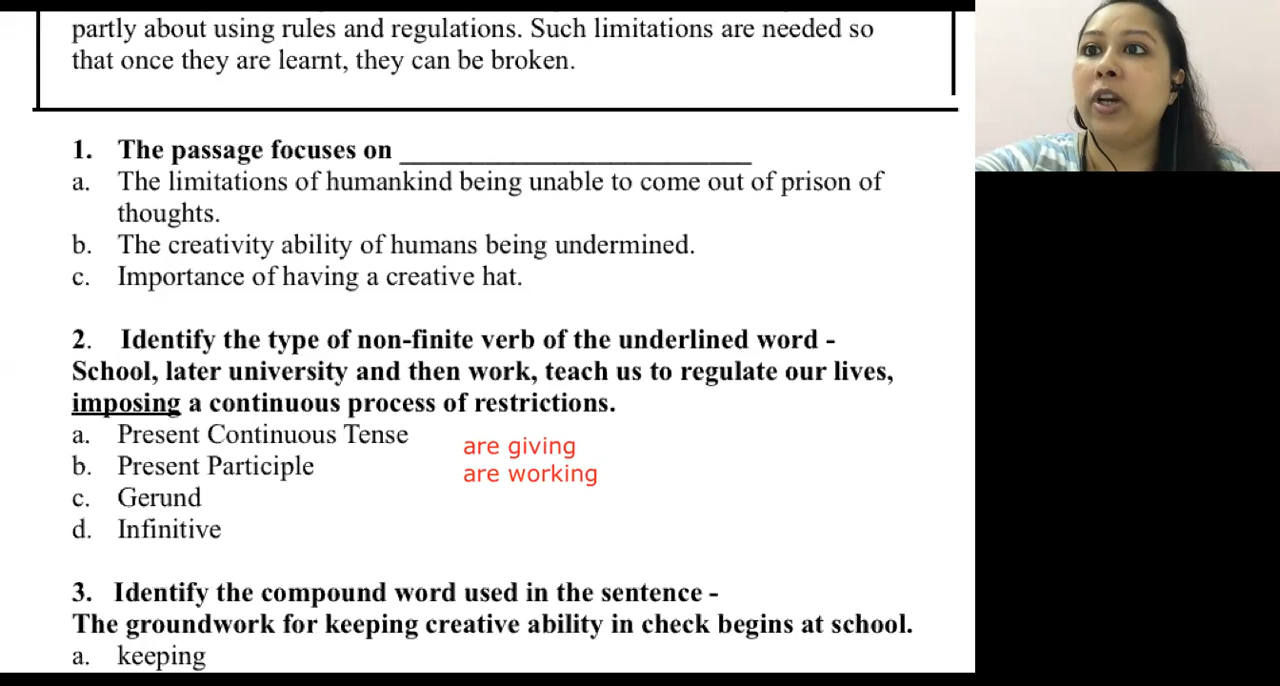 partly about using rules and regulations. Such limitations are needed so
that once they are learnt, they can be broken.
1. The passage focuses on __________________________
a. The limitations of humankind being unable to come out of prison of
thoughts.
b. The creativity ability of humans being undermined.
c. Importance of having a creative hat.
2. Identify the type of non-finite verb of the underlined word -
School, later university and then work, teach us to regulate our lives,
imposing a continuous process of restrictions.
a. Present Continuous Tense
are giving
b. Present Participle
are working
c. Gerund
d. Infinitive
3. Identify the compound word used in the sentence -
The groundwork for keeping creative ability in check begins at school.
a. keeping